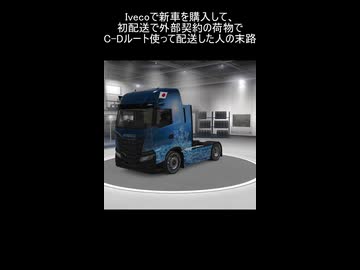 Ivecoで新車を購入して、
初配送で外部契約の荷物で
C-Dルート使って配送した人の末路